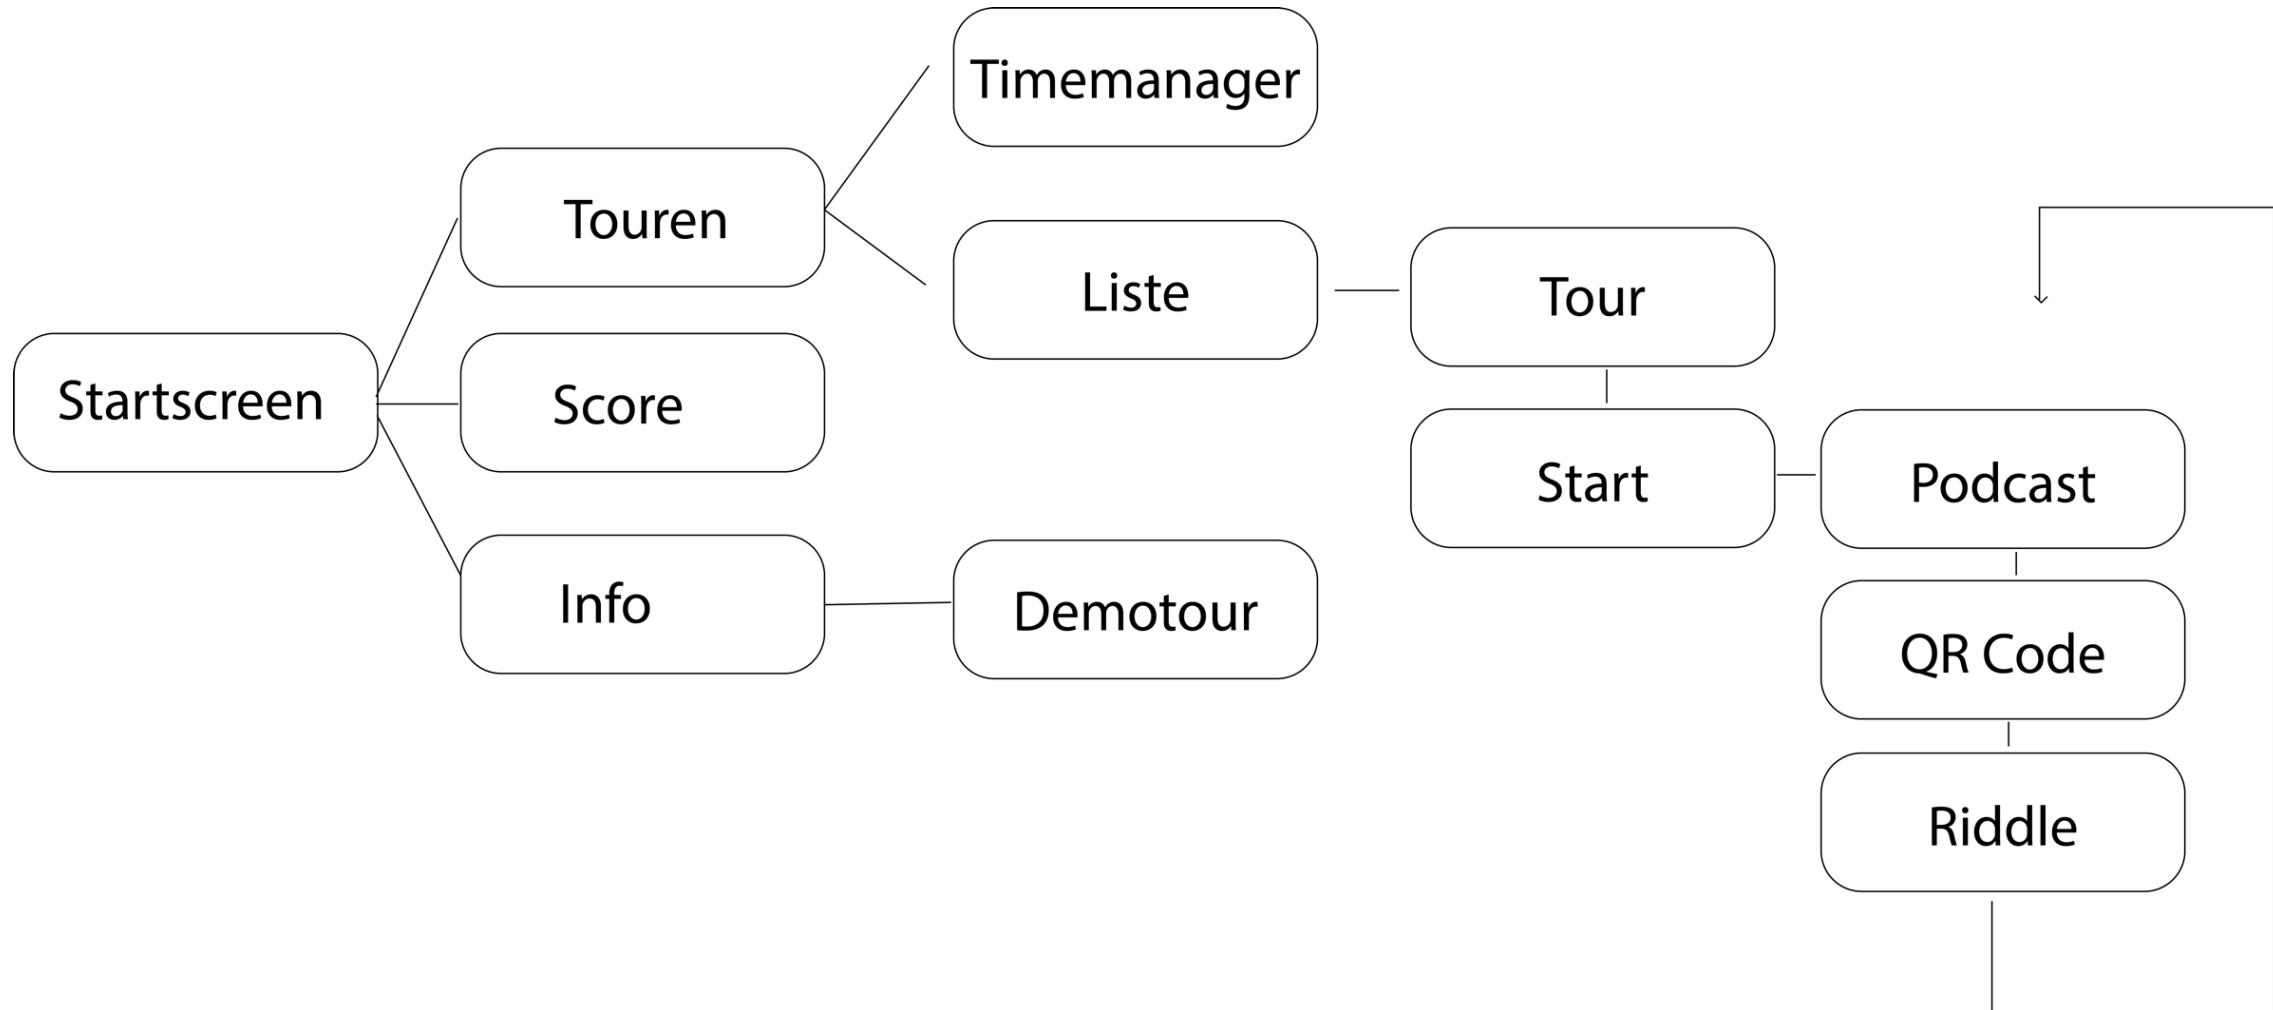 Timemanager
Touren
Liste
Tour
Startscreen
Score
Start
Podcast
Info
Demotour
QR Code
Riddle